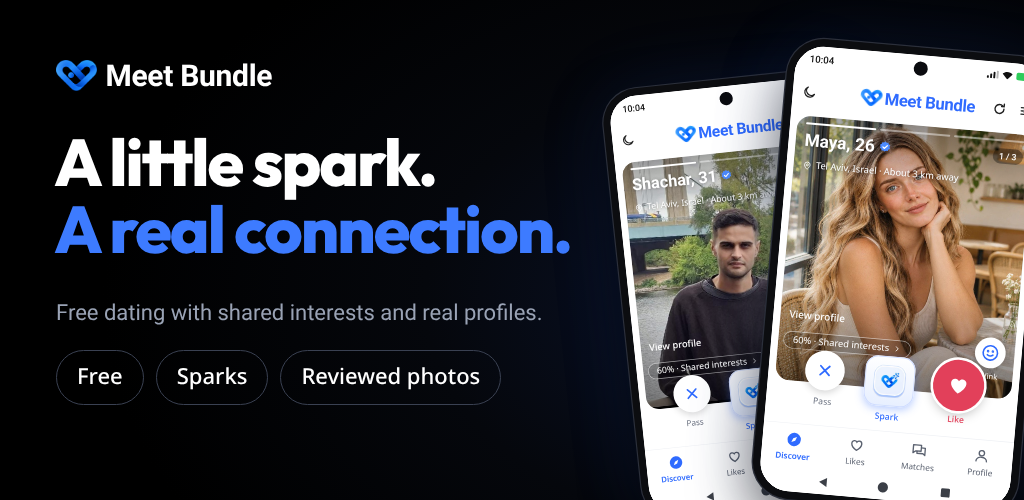 Meet Bundle
A little spark.
A real connection.
Free dating with shared interests and real profiles.
Free
Sparks
Reviewed photos
10:04
Meet Bundle
Shachar, 31
Tel Aviv, Israel · About 3 km a
View profile
60% · Shared interests
Pass
Sp
Discover
Likes
10:04
Meet Bundle
1 / 3
Maya, 26
Tel Aviv, Israel · About 3 km away
View profile
60% · Shared interests
Pass
Spark
Like
Discover
Likes
Matches
Profile